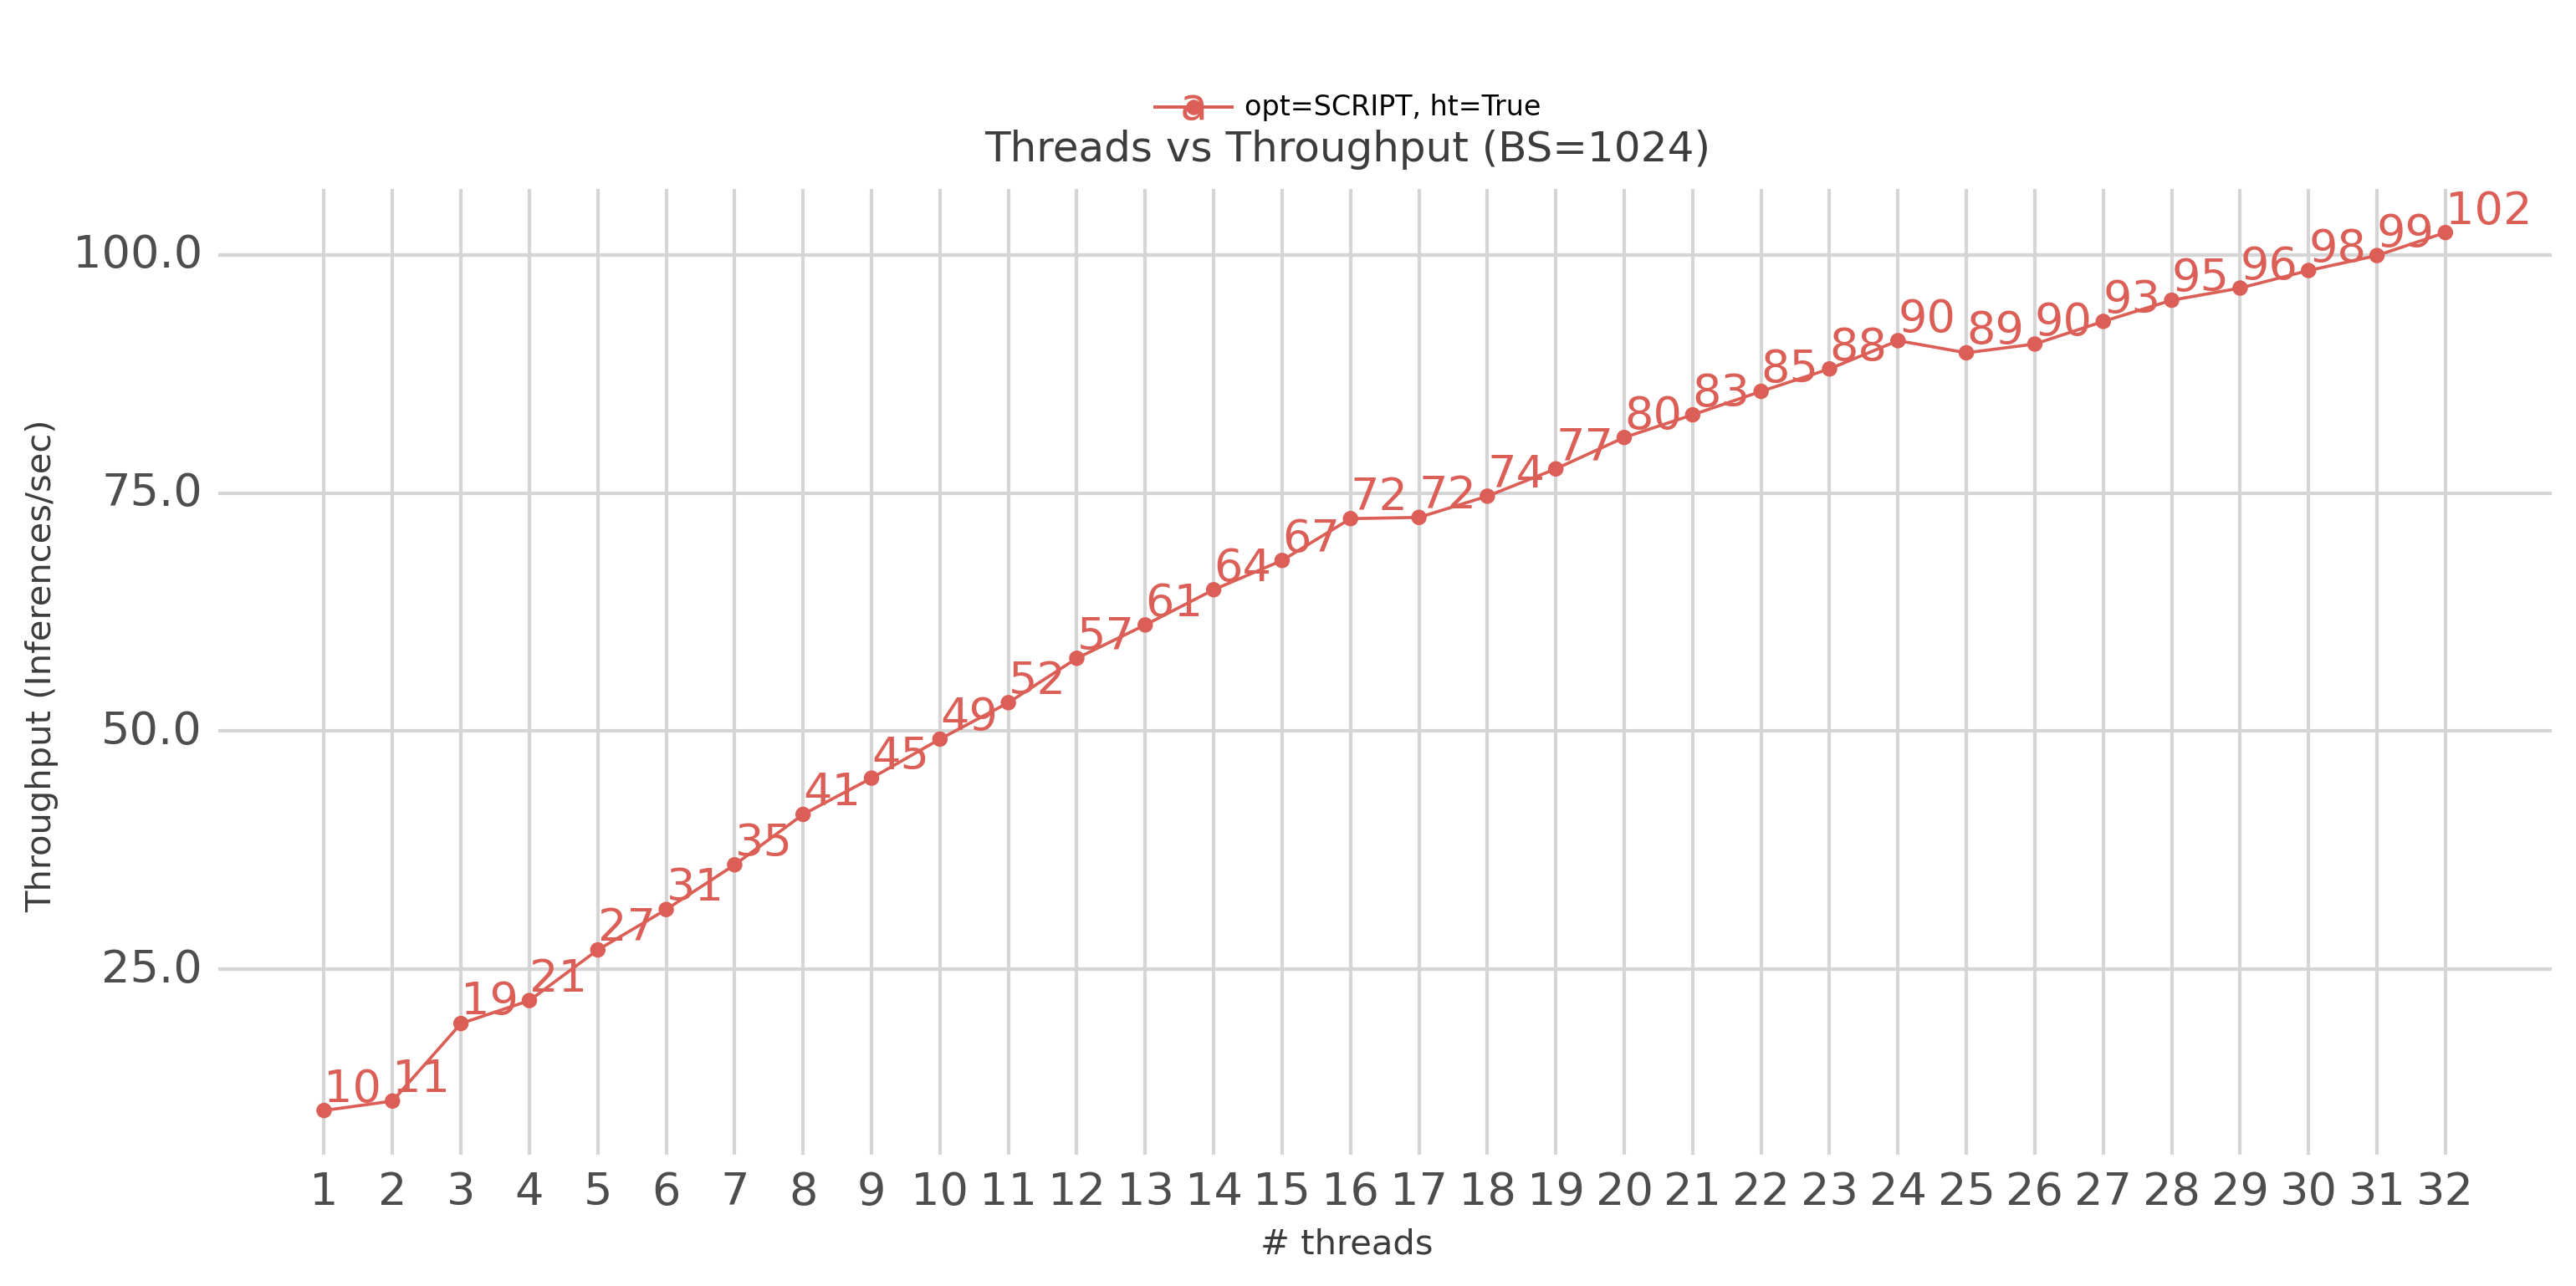 a opt=SCRIPT, ht=True
Threads vs Throughput (BS=1024)
Throughput (Inferences/sec)
100.0
75.0
50.0
25.0
10 11 19 21 27 31 35 41 45 49 52 57 61 64 67 72 72 74 77 80 83 85 88 90 89 90 93 95 96 98 99 102
1 2 3 4 5 6 7 8 9 10 11 12 13 14 15 16 17 18 19 20 21 22 23 24 25 26 27 28 29 30 31 32
# threads